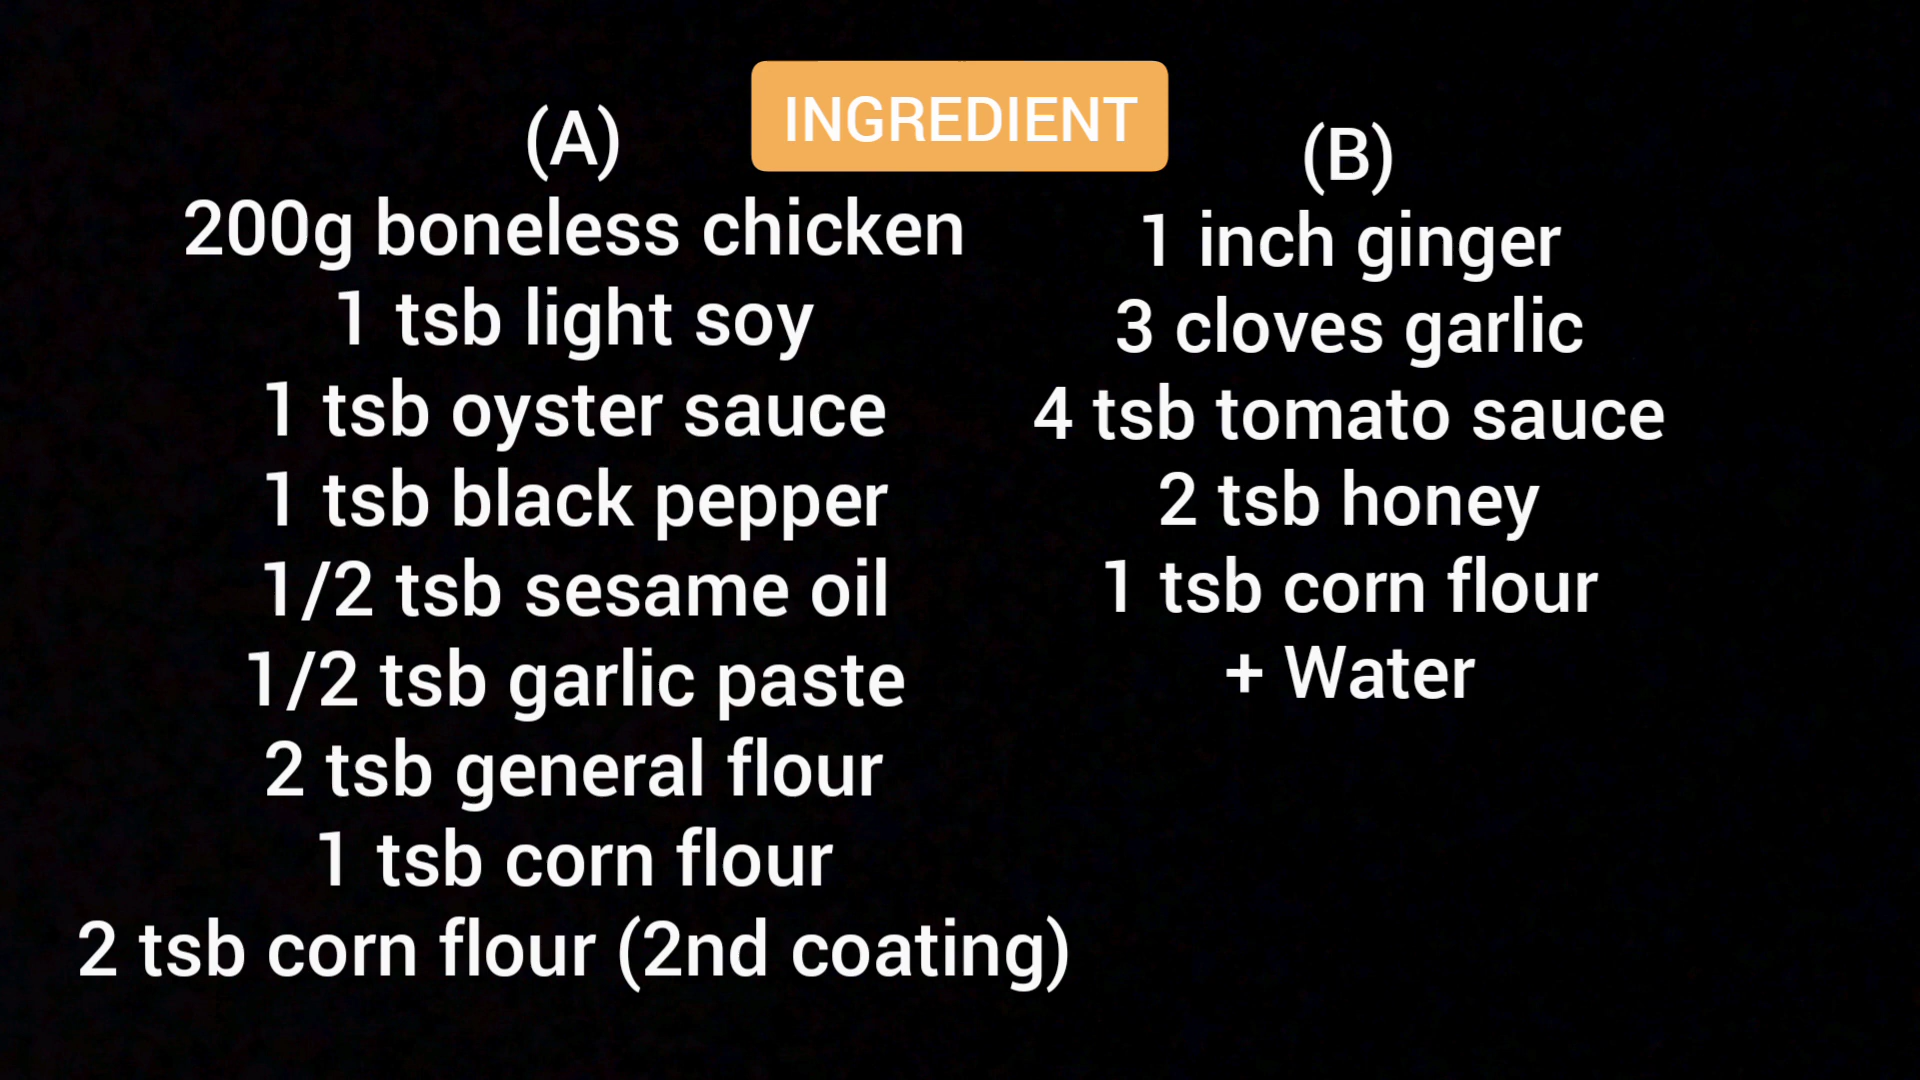 INGREDIENT
(A)
200g boneless chicken
1 tsb light soy
1 tsb oyster sauce
1 tsb black pepper
1/2 tsb sesame oil
1/2 tsb garlic paste
2 tsb general flour
1 tsb corn flour
2 tsb corn flour (2nd coating)
(B)
1 inch ginger
3 cloves garlic
4 tsb tomato sauce
2 tsb honey
1 tsb corn flour
+ Water